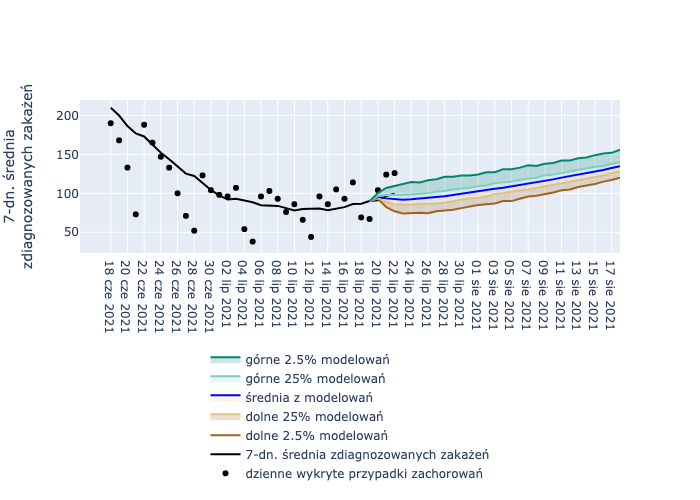 7-dn. średnia
zdiagnozowanych zakażeń
200
150
100
50
18 cze 2021
20 cze 2021
22 cze 2021
24 cze 2021
26 cze 2021
28 cze 2021
30 cze 2021
02 lip 2021
04 lip 2021
06 lip 2021
08 lip 2021
10 lip 2021
12 lip 2021
14 lip 2021
16 lip 2021
18 lip 2021
20 lip 2021
22 lip 2021
24 lip 2021
26 lip 2021
28 lip 2021
30 lip 2021
01 sie 2021
03 sie 2021
05 sie 2021
07 sie 2021
09 sie 2021
11 sie 2021
13 sie 2021
15 sie 2021
17 sie 2021
górne 2.5% modelowań
górne 25% modelowań
średnia z modelowań
dolne 25% modelowań
dolne 2.5% modelowań
7-dn. średnia zdiagnozowanych zakażeń
dzienne wykryte przypadki zachorowań